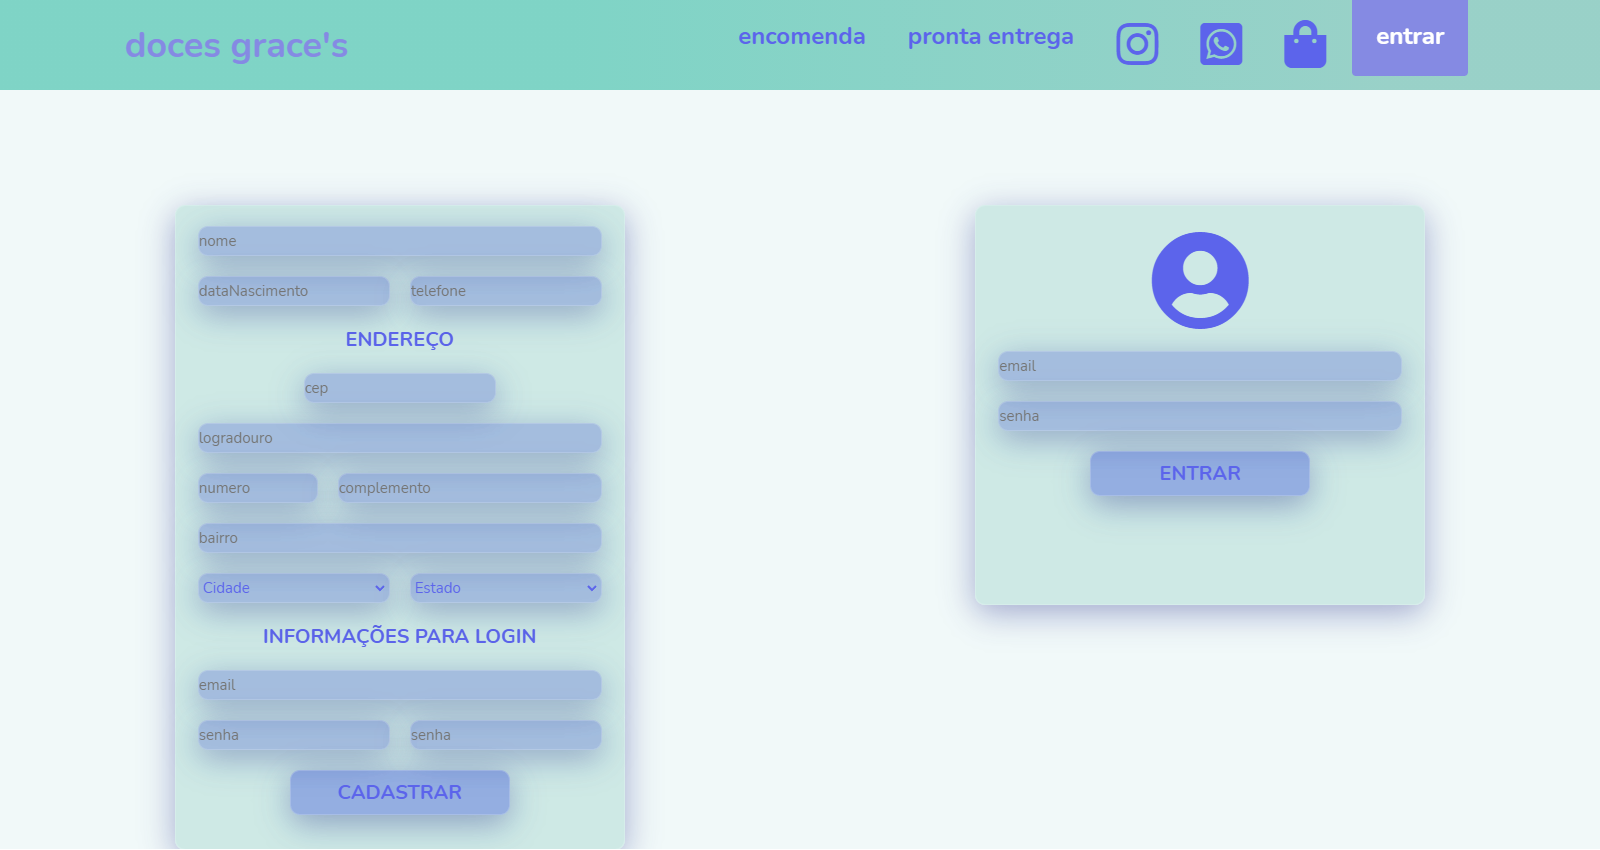 doces grace's
encomenda
pronta entrega
entrar
nome
dataNascimento
telefone
ENDEREÇO
cep
logradouro
numero
complemento
bairro
Cidade
Estado
INFORMAÇÕES PARA LOGIN
email
senha
senha
CADASTRAR
email
senha
ENTRAR